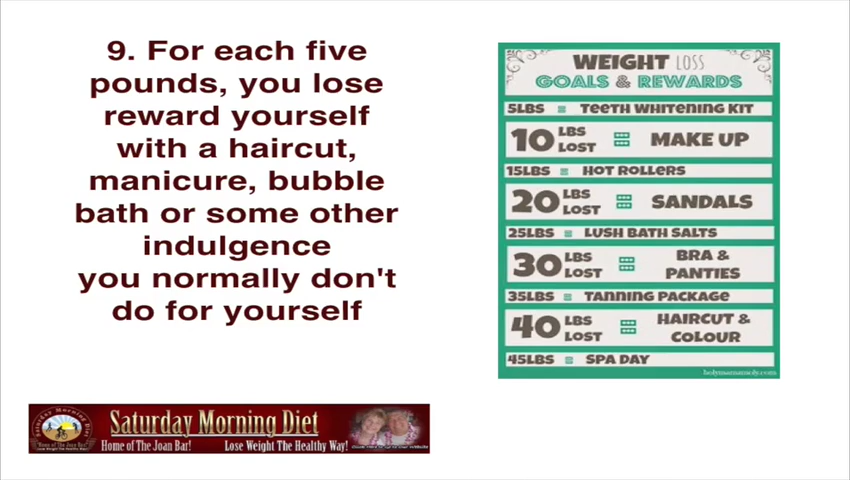 9. For each five
pounds, you lose
reward yourself
with a haircut,
manicure, bubble
bath or some other
indulgence
you normally don't
do for yourself
WEIGHT LOSS
GOALS & REWARDS
5LBS = TEETH WHITENING KIT
10 LBS LOST = MAKE UP
15LBS = HOT ROLLERS
20 LBS LOST = SANDALS
25LBS = LUSH BATH SALTS
30 LBS LOST = BRA & PANTIES
35LBS = TANNING PACKAGE
40 LBS LOST = HAIRCUT & COLOUR
45LBS = SPA DAY
Saturday Morning Diet
Home of The Joan Bar!
Lose Weight The Healthy Way!